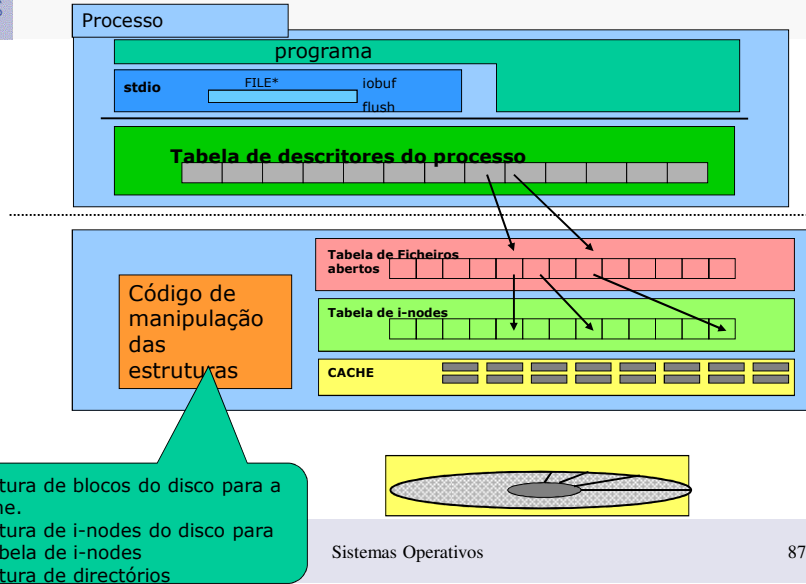 Processo
programa
stdio
FILE*
iobuf
flush
Tabela de descritores do processo
Tabela de Ficheiros
abertos
Código de
manipulação
das
estruturas
Tabela de i-nodes
CACHE
tura de blocos do disco para a
he.
tura de i-nodes do disco para
bela de i-nodes
tura de directórios
Sistemas Operativos
87